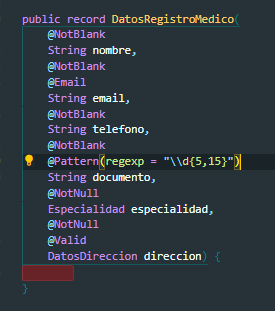 public record DatosRegistroMedico(
@NotBlank
String nombre,
@NotBlank
@Email
String email,
@NotBlank
String telefono,
@NotBlank
@Pattern(regexp = "\\d{5,15}")
String documento,
@NotNull
Especialidad especialidad,
@NotNull
@Valid
DatosDireccion direccion) {
}